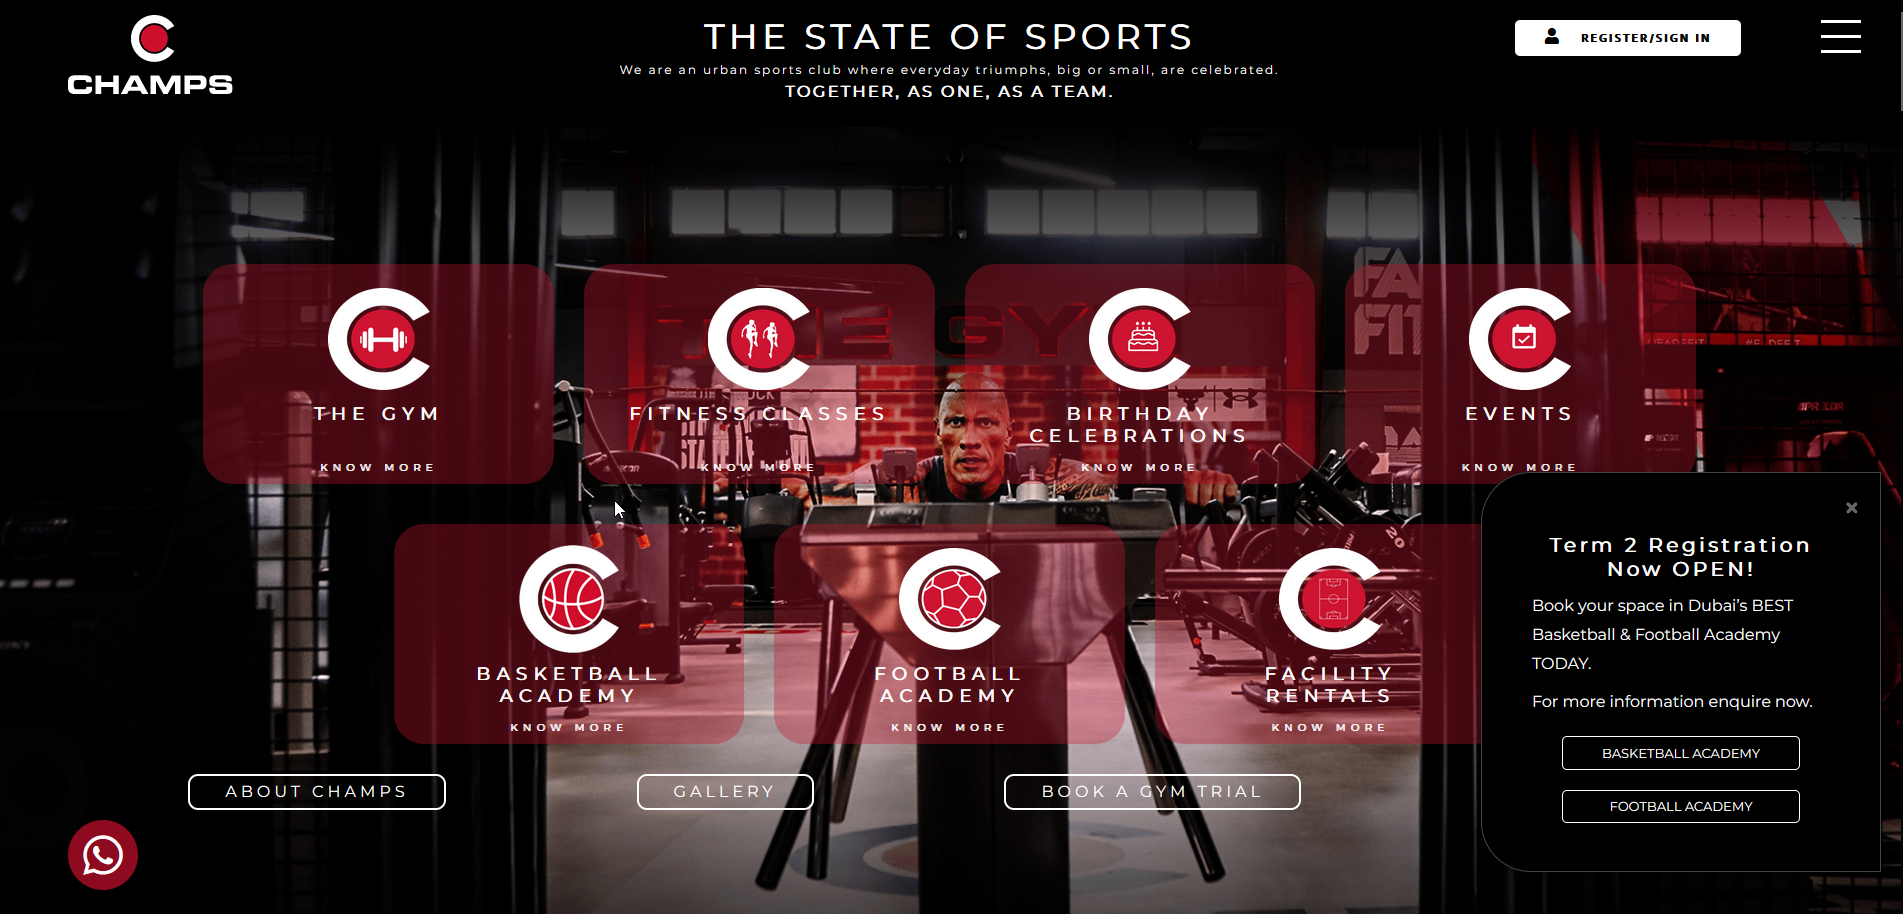 CHAMPS
THE STATE OF SPORTS
We are an urban sports club where everyday triumphs, big or small, are celebrated.
TOGETHER, AS ONE, AS A TEAM.
REGISTER/SIGN IN
THE GYM
FA
FIT
THE GYM
KNOW MORE
FITNESS CLASSES
KNOW MORE
BIRTHDAY
CELEBRATIONS
KNOW MORE
EVENTS
KNOW MORE
BASKETBALL
ACADEMY
KNOW MORE
FOOTBALL
ACADEMY
KNOW MORE
FACILITY
RENTALS
KNOW MORE
Term 2 Registration
Now OPEN!
Book your space in Dubai's BEST
Basketball & Football Academy
TODAY.
For more information enquire now.
BASKETBALL ACADEMY
FOOTBALL ACADEMY
ABOUT CHAMPS
GALLERY
BOOK A GYM TRIAL